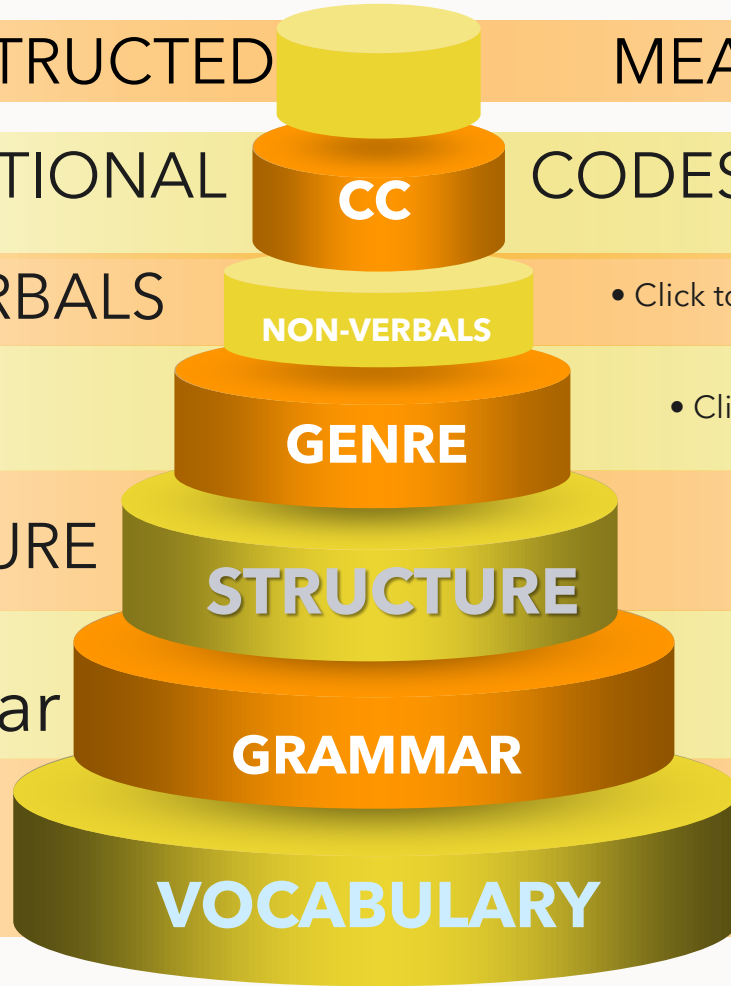 TRUCTED MEA
TIONAL CC CODES
RBALS • Click to
NON-VERBALS
• Cli
GENRE
URE STRUCTURE
ar
GRAMMAR
VOCABULARY